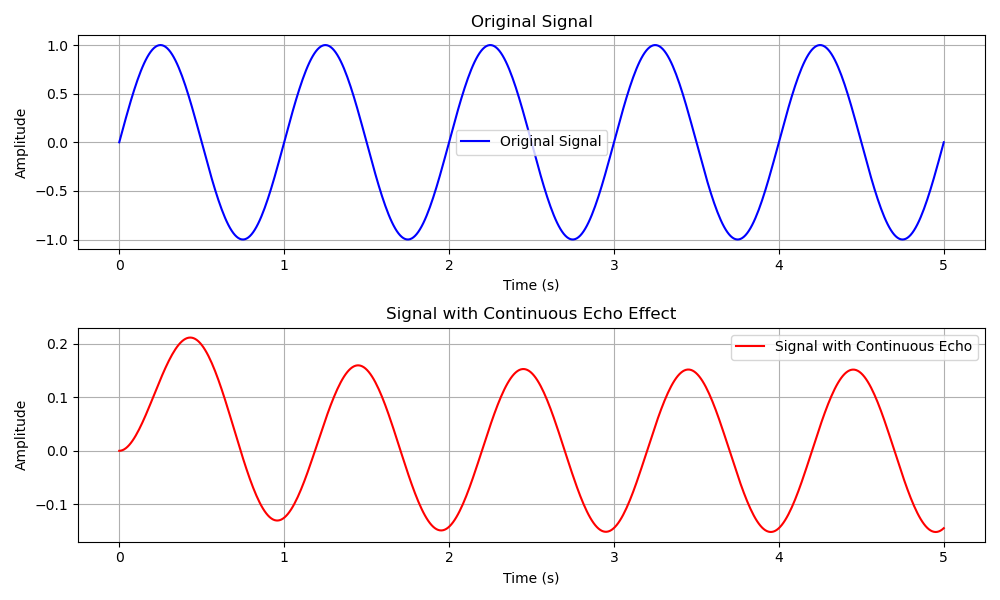 Original Signal
1.0
0.5
0.0
−0.5
−1.0
Amplitude
Original Signal
0 1 2 3 4 5
Time (s)
Signal with Continuous Echo Effect
0.2
0.1
0.0
−0.1
Amplitude
Signal with Continuous Echo
0 1 2 3 4 5
Time (s)